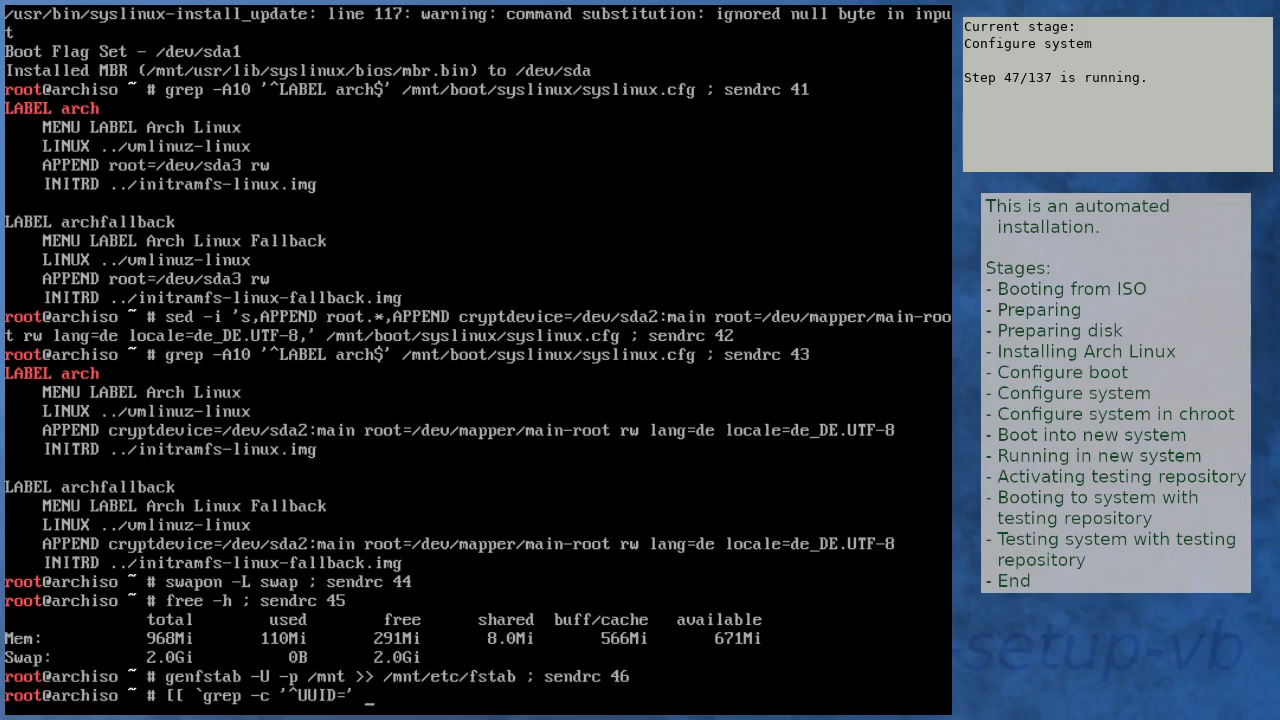 /usr/bin/syslinux-install_update: line 117: warning: command substitution: ignored null byte in inpu
t
Boot Flag Set - /dev/sda1
Installed MBR (/mnt/usr/lib/syslinux/bios/mbr.bin) to /dev/sda
root@archiso ~ # grep -A10 '^LABEL arch$' /mnt/boot/syslinux/syslinux.cfg ; sendrc 41
LABEL arch
    MENU LABEL Arch Linux
    LINUX ../vmlinuz-linux
    APPEND root=/dev/sda3 rw
    INITRD ../initramfs-linux.img

LABEL archfallback
    MENU LABEL Arch Linux Fallback
    LINUX ../vmlinuz-linux
    APPEND root=/dev/sda3 rw
    INITRD ../initramfs-linux-fallback.img
root@archiso ~ # sed -i 's,APPEND root.*,APPEND cryptdevice=/dev/sda2:main root=/dev/mapper/main-roo
t rw lang=de locale=de_DE.UTF-8,' /mnt/boot/syslinux/syslinux.cfg ; sendrc 42
root@archiso ~ # grep -A10 '^LABEL arch$' /mnt/boot/syslinux/syslinux.cfg ; sendrc 43
LABEL arch
    MENU LABEL Arch Linux
    LINUX ../vmlinuz-linux
    APPEND cryptdevice=/dev/sda2:main root=/dev/mapper/main-root rw lang=de locale=de_DE.UTF-8
    INITRD ../initramfs-linux.img

LABEL archfallback
    MENU LABEL Arch Linux Fallback
    LINUX ../vmlinuz-linux
    APPEND cryptdevice=/dev/sda2:main root=/dev/mapper/main-root rw lang=de locale=de_DE.UTF-8
    INITRD ../initramfs-linux-fallback.img
root@archiso ~ # swapon -L swap ; sendrc 44
root@archiso ~ # free -h ; sendrc 45
               total        used        free      shared  buff/cache   available
Mem:           968Mi       110Mi       291Mi       8.0Mi       566Mi       671Mi
Swap:          2.0Gi          0B       2.0Gi
root@archiso ~ # genfstab -U -p /mnt >> /mnt/etc/fstab ; sendrc 46
root@archiso ~ # [[ `grep -c '^UUID=' _
Current stage:
Configure system

Step 47/137 is running.
This is an automated
installation.

Stages:
- Booting from ISO
- Preparing
- Preparing disk
- Installing Arch Linux
- Configure boot
- Configure system
- Configure system in chroot
- Boot into new system
- Running in new system
- Activating testing repository
- Booting to system with
testing repository
- Testing system with testing
repository
- End
-setup-vb